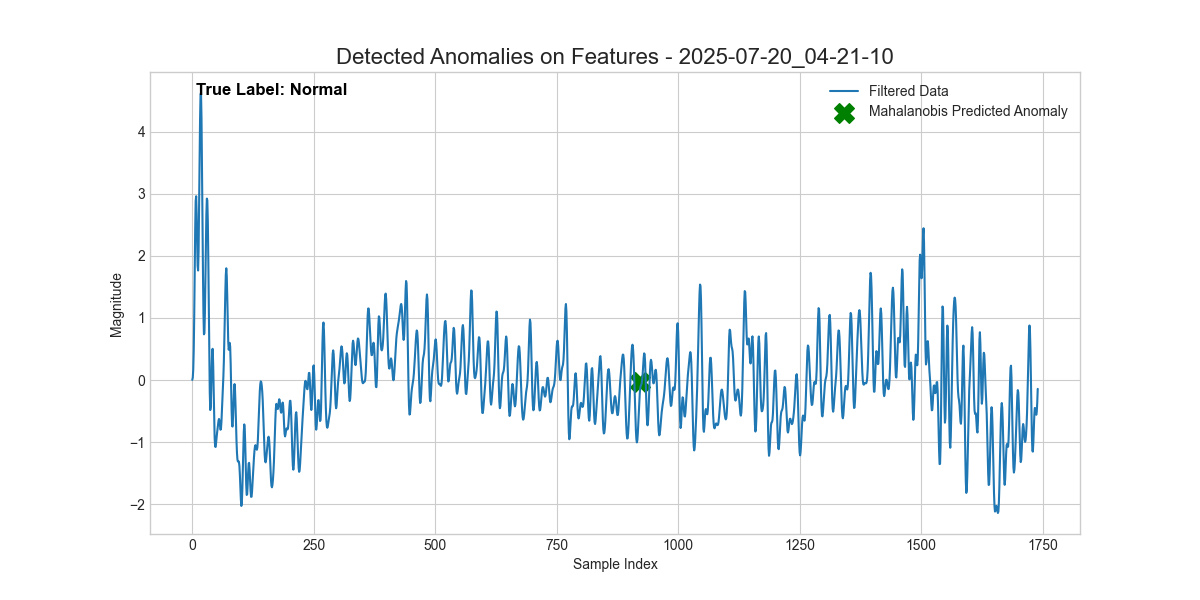 Detected Anomalies on Features - 2025-07-20_04-21-10
True Label: Normal
Filtered Data
Mahalanobis Predicted Anomaly
Magnitude
4
3
2
1
0
−1
−2
0 250 500 750 1000 1250 1500 1750
Sample Index